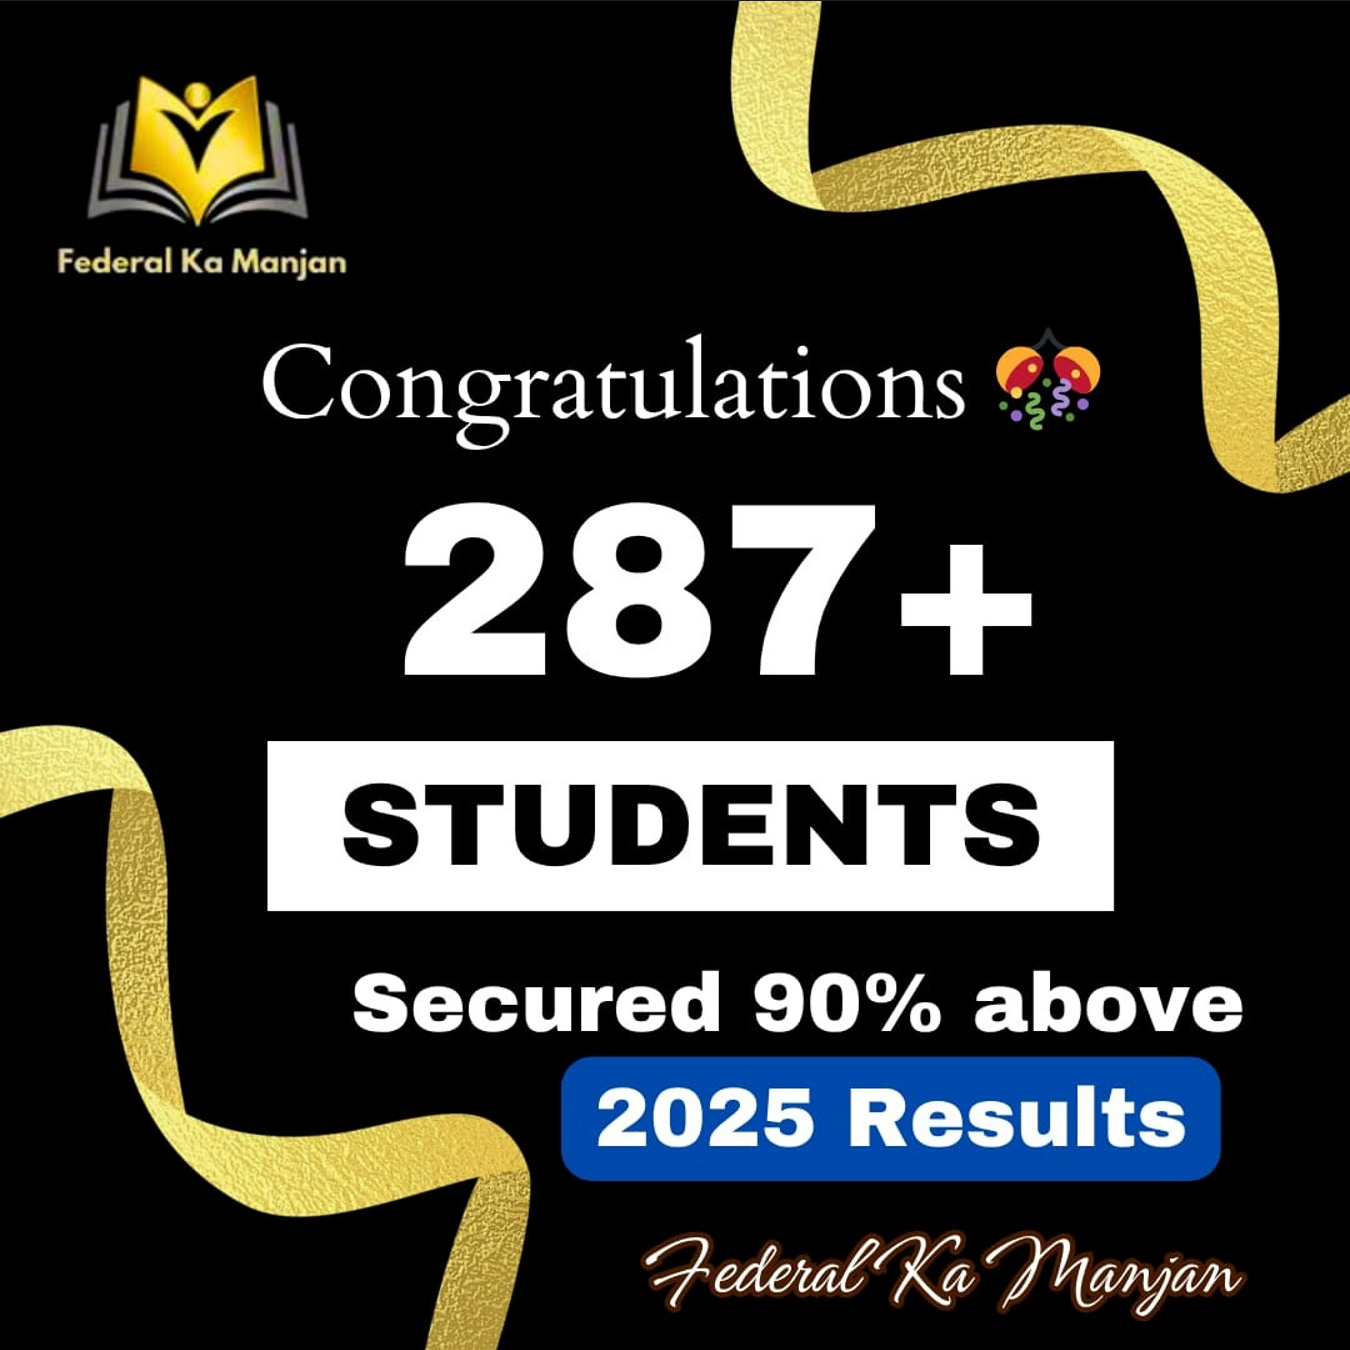 Federal Ka Manjan
Congratulations 🎊
287+
STUDENTS
Secured 90% above
2025 Results
Federal Ka Manjan